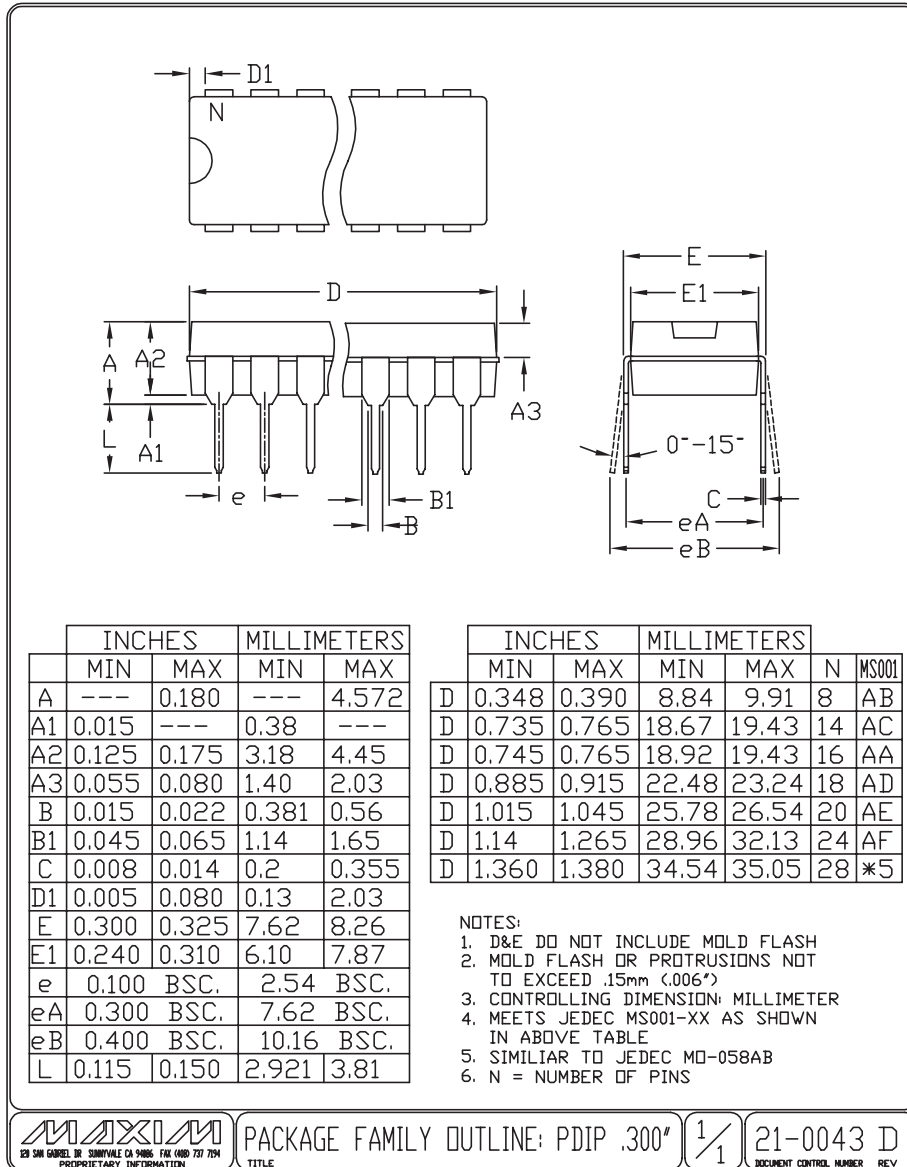 D1
N
D
E
E1
A
A2
A3
L
A1
0°-15°
e
B1
B
C
eA
eB
INCHES MILLIMETERS
MIN MAX MIN MAX
A --- 0.180 --- 4.572
A1 0.015 --- 0.38 ---
A2 0.125 0.175 3.18 4.45
A3 0.055 0.080 1.40 2.03
B 0.015 0.022 0.381 0.56
B1 0.045 0.065 1.14 1.65
C 0.008 0.014 0.2 0.355
D1 0.005 0.080 0.13 2.03
E 0.300 0.325 7.62 8.26
E1 0.240 0.310 6.10 7.87
e 0.100 BSC. 2.54 BSC.
eA 0.300 BSC. 7.62 BSC.
eB 0.400 BSC. 10.16 BSC.
L 0.115 0.150 2.921 3.81
INCHES MILLIMETERS
MIN MAX MIN MAX N MS001
D 0.348 0.390 8.84 9.91 8 AB
D 0.735 0.765 18.67 19.43 14 AC
D 0.745 0.765 18.92 19.43 16 AA
D 0.885 0.915 22.48 23.24 18 AD
D 1.015 1.045 25.78 26.54 20 AE
D 1.14 1.265 28.96 32.13 24 AF
D 1.360 1.380 34.54 35.05 28 *5
NOTES:
1. D&E DO NOT INCLUDE MOLD FLASH
2. MOLD FLASH OR PROTRUSIONS NOT
TO EXCEED .15mm (.006")
3. CONTROLLING DIMENSION: MILLIMETER
4. MEETS JEDEC MS001-XX AS SHOWN
IN ABOVE TABLE
5. SIMILIAR TO JEDEC MO-058AB
6. N = NUMBER OF PINS
MAXIM
120 SAN GABRIEL DR SUNNYVALE CA 94086 FAX (408) 737 7194
PROPRIETARY INFORMATION
PACKAGE FAMILY OUTLINE: PDIP .300"
TITLE
1/1
21-0043 D
DOCUMENT CONTROL NUMBER REV